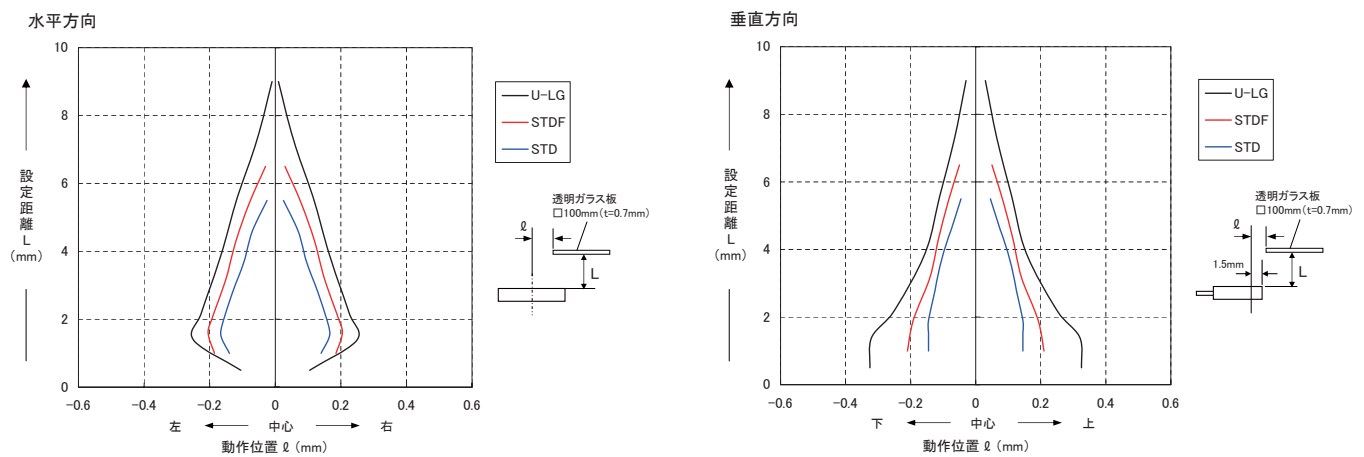 水平方向
10
8
6
4
2
0
設定距離L
(mm)
−0.6
−0.4
−0.2
0
0.2
0.4
0.6
左
中心
右
動作位置 ℓ (mm)
U−LG
STDF
STD
透明ガラス板
□100mm(t=0.7mm)
ℓ
L
垂直方向
10
8
6
4
2
0
設定距離L
(mm)
−0.6
−0.4
−0.2
0
0.2
0.4
0.6
下
中心
上
動作位置 ℓ (mm)
U−LG
STDF
STD
透明ガラス板
□100mm(t=0.7mm)
ℓ
1.5mm
L